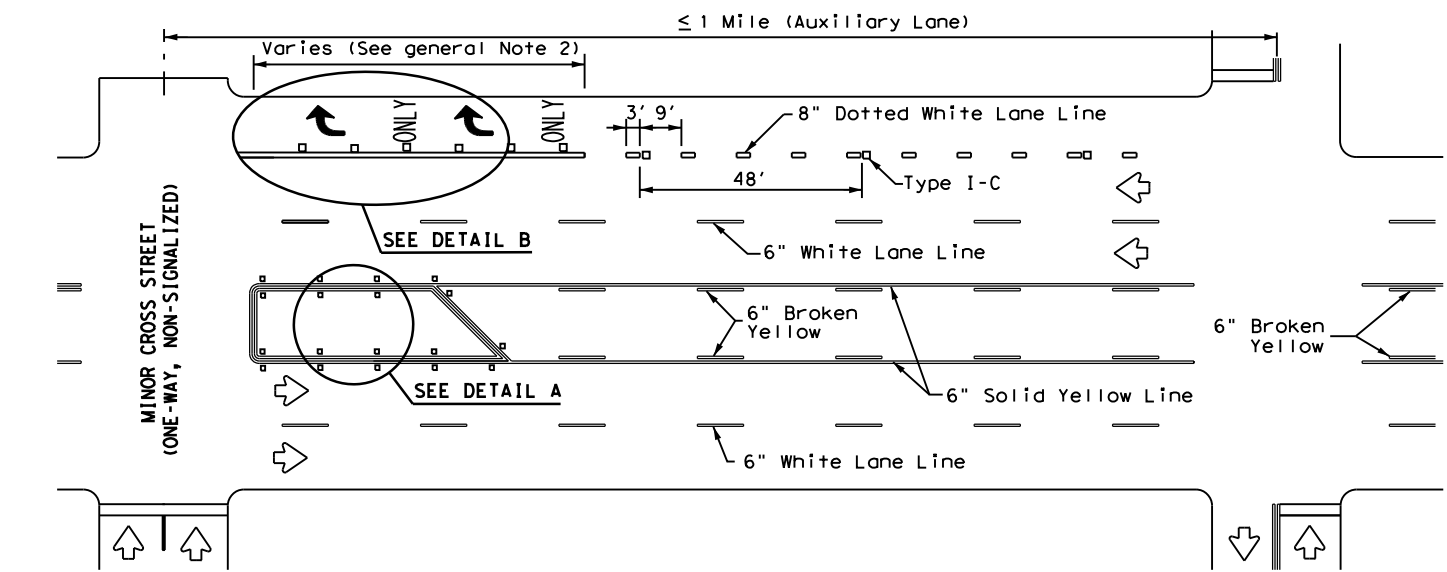 ≤ 1 Mile (Auxiliary Lane)
Varies (See general Note 2)
ONLY
ONLY
3' 9'
8" Dotted White Lane Line
48'
Type I-C
SEE DETAIL B
6" White Lane Line
MINOR CROSS STREET
(ONE-WAY, NON-SIGNALIZED)
6" Broken
Yellow
6" Broken
Yellow
SEE DETAIL A
6" Solid Yellow Line
6" White Lane Line